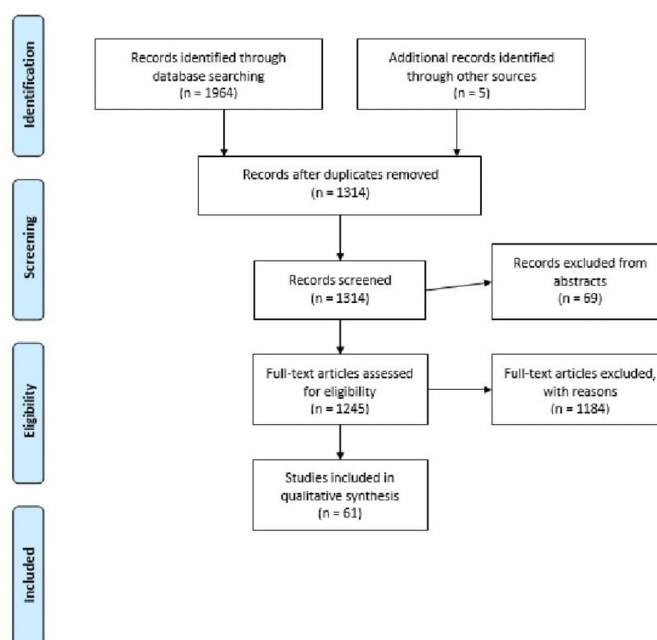 Identification
Records identified through
database searching
(n = 1964)
Additional records identified
through other sources
(n = 5)
Records after duplicates removed
(n = 1314)
Screening
Records screened
(n = 1314)
Records excluded from
abstracts
(n = 69)
Eligibility
Full-text articles assessed
for eligibility
(n = 1245)
Full-text articles excluded,
with reasons
(n = 1184)
Studies included in
qualitative synthesis
(n = 61)
Included